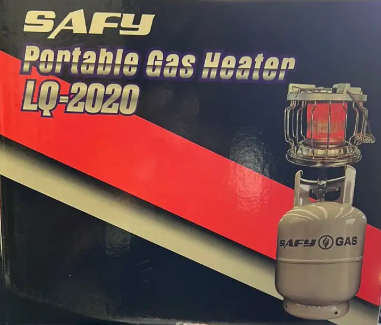 SAFY
Portable Gas Heater
LQ-2020
SAFY GAS